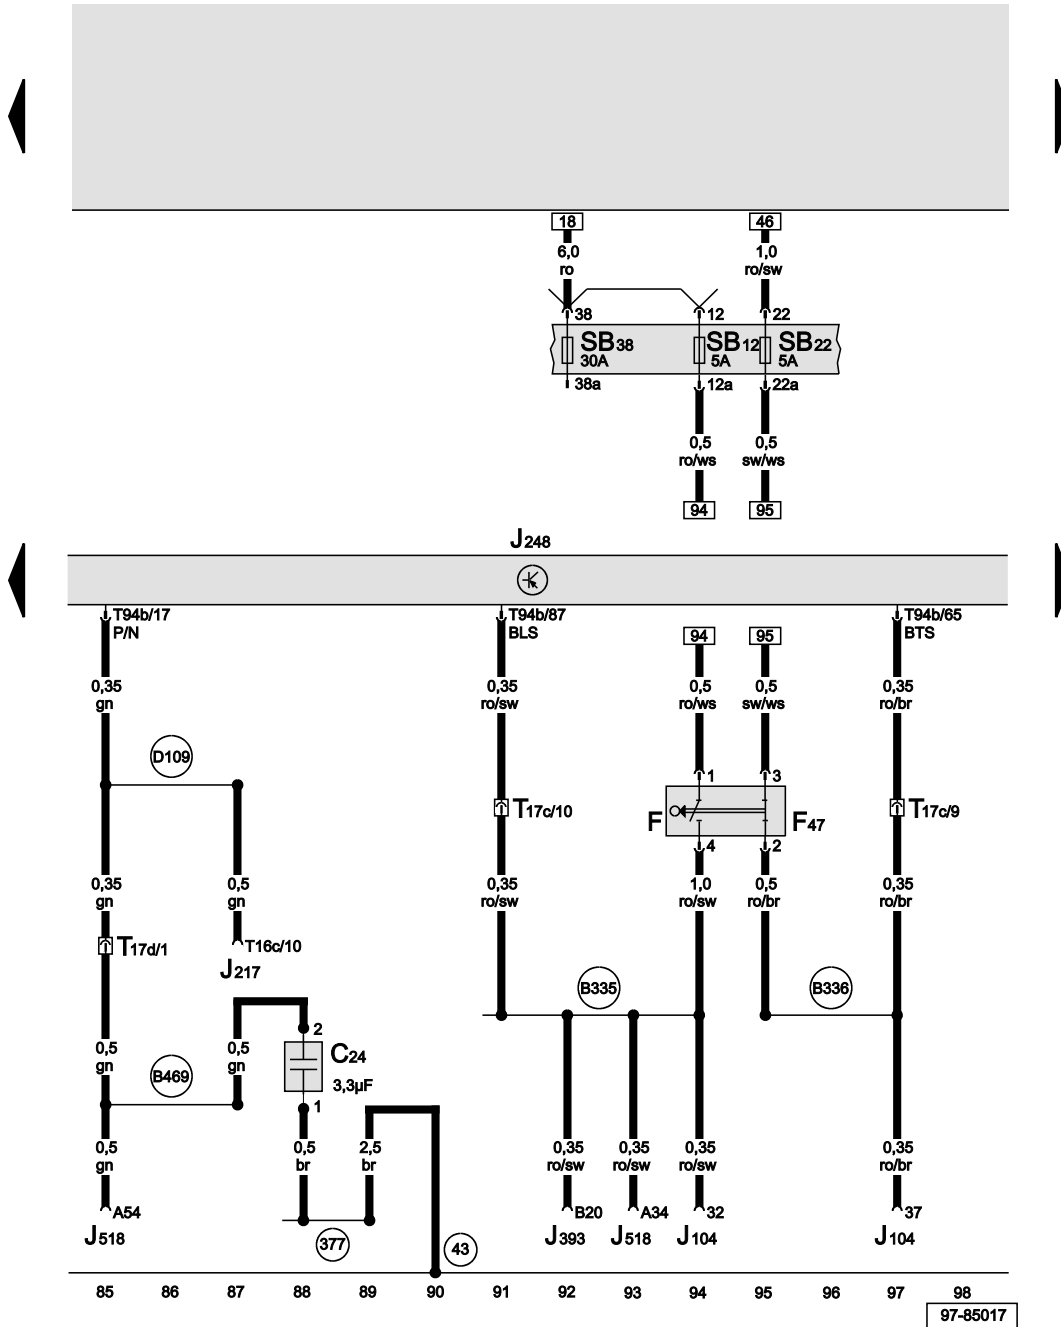 18 46
6,0 1,0
ro ro/sw
38 12 22
SB38 SB12 SB22
30A 5A 5A
38a 12a 22a
0,5 0,5
ro/ws sw/ws
94 95
J248
T94b/17 T94b/87 T94b/65
P/N BLS BTS
94 95
0,35 0,35 0,5 0,5 0,35
gn ro/sw ro/ws sw/ws ro/br
D109
1 3
T17c/10 T17c/9
F F47
4 2
0,35 0,5 0,35 1,0 0,5 0,35
gn gn ro/sw ro/sw ro/br ro/br
T17d/1 T16c/10
J217
B335 B336
2
0,5 0,5 C24
gn gn
B469 3,3µF
1
0,5 0,5 2,5 0,35 0,35 0,35 0,35
gn br br ro/sw ro/sw ro/sw ro/br
A54 B20 A34 32 37
J518 J393 J518 J104 J104
377 43
85 86 87 88 89 90 91 92 93 94 95 96 97 98
97-85017